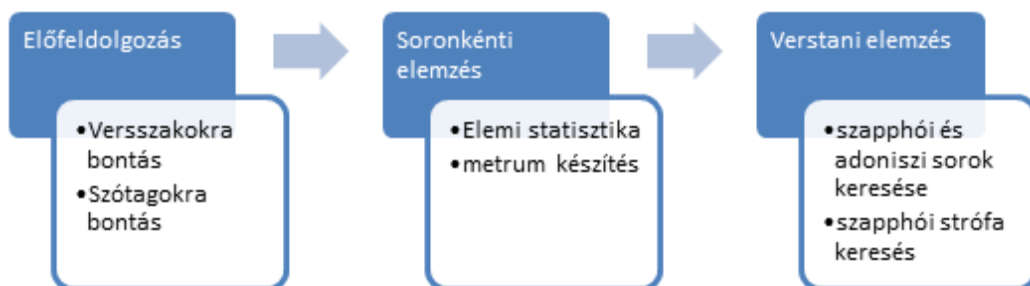 Előfeldolgozás
•Versszakokra
bontás
•Szótagokra
bontás
Soronkénti
elemzés
•Elemi statisztika
•metrum készítés
Verstani elemzés
•szapphói és
adoniszi sorok
keresése
•szapphói strófa
keresés